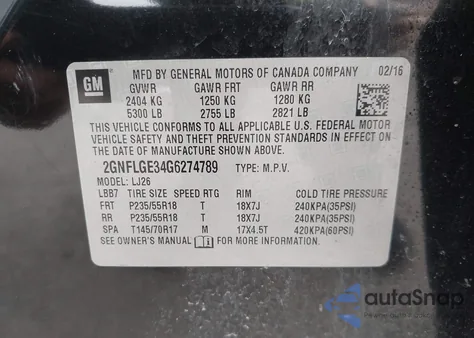 GM
MFD BY GENERAL MOTORS OF CANADA COMPANY 02/16
GVWR GAWR FRT GAWR RR
2404 KG 1250 KG 1280 KG
5300 LB 2755 LB 2821 LB
THIS VEHICLE CONFORMS TO ALL APPLICABLE U.S. FEDERAL MOTOR
VEHICLE SAFETY, BUMPER, AND THEFT PREVENTION STANDARDS IN
EFFECT ON THE DATE OF MANUFACTURE SHOWN ABOVE.
2GNFLGE34G6274789 TYPE: M.P.V.
MODEL: LJ26
LBB7 TIRE SIZE SPEED RTG RIM COLD TIRE PRESSURE
FRT P235/55R18 T 18X7J 240KPA(35PSI)
RR P235/55R18 T 18X7J 240KPA(35PSI)
SPA T145/70R17 M 17X4.5T 420KPA(60PSI)
SEE OWNER'S MANUAL FOR MORE INFORMATION.
autoSnap